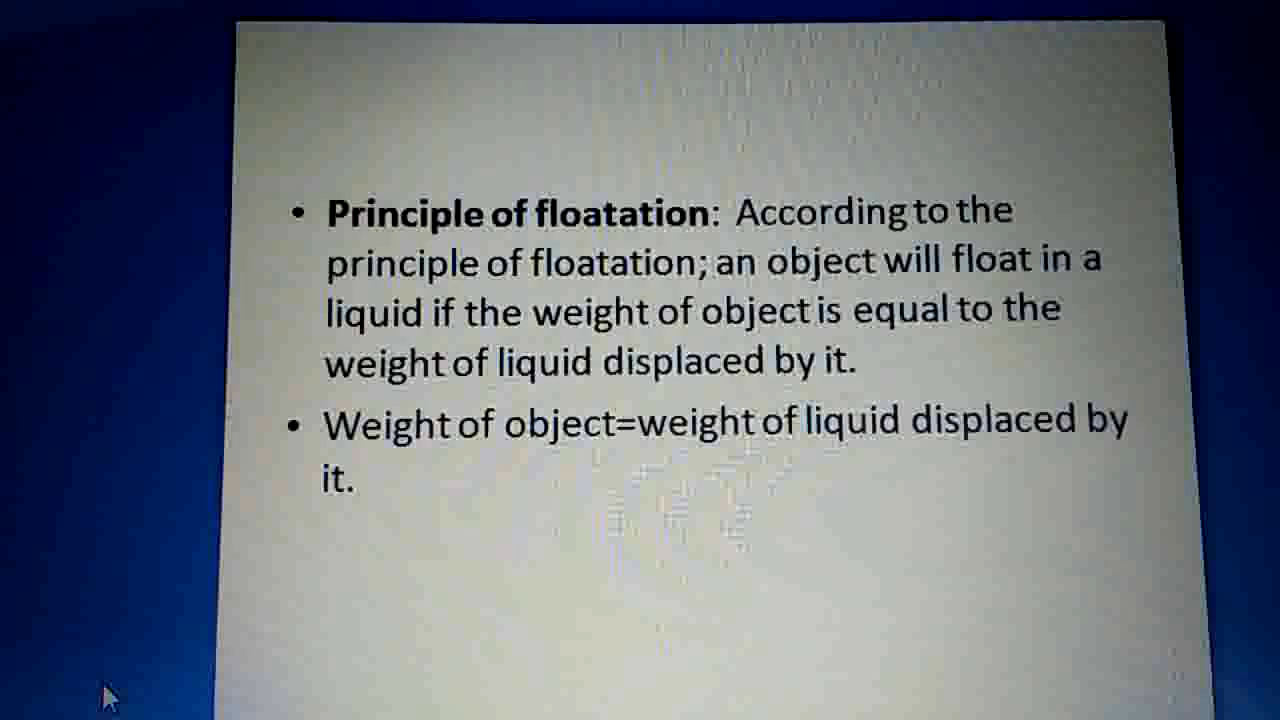 • Principle of floatation: According to the
principle of floatation; an object will float in a
liquid if the weight of object is equal to the
weight of liquid displaced by it.
• Weight of object=weight of liquid displaced by
it.